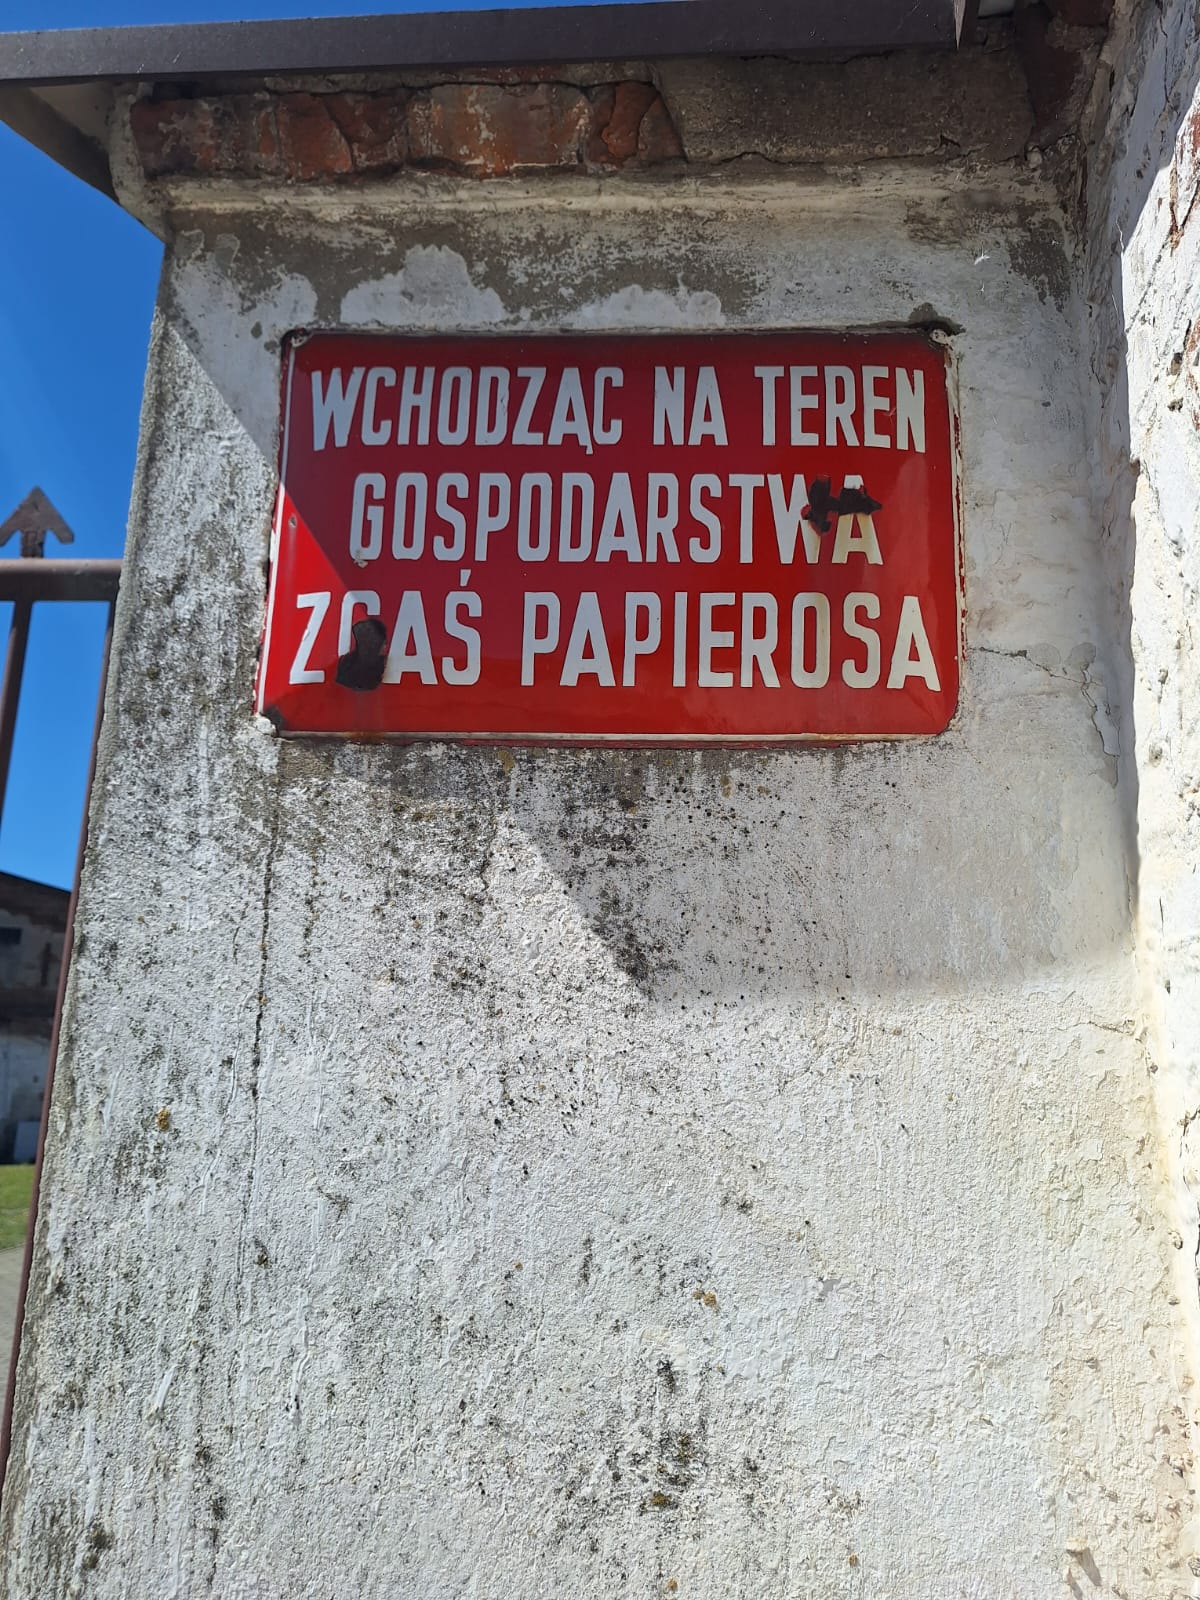 WCHODZĄC NA TEREN
GOSPODARSTWA
ZGAŚ PAPIEROSA